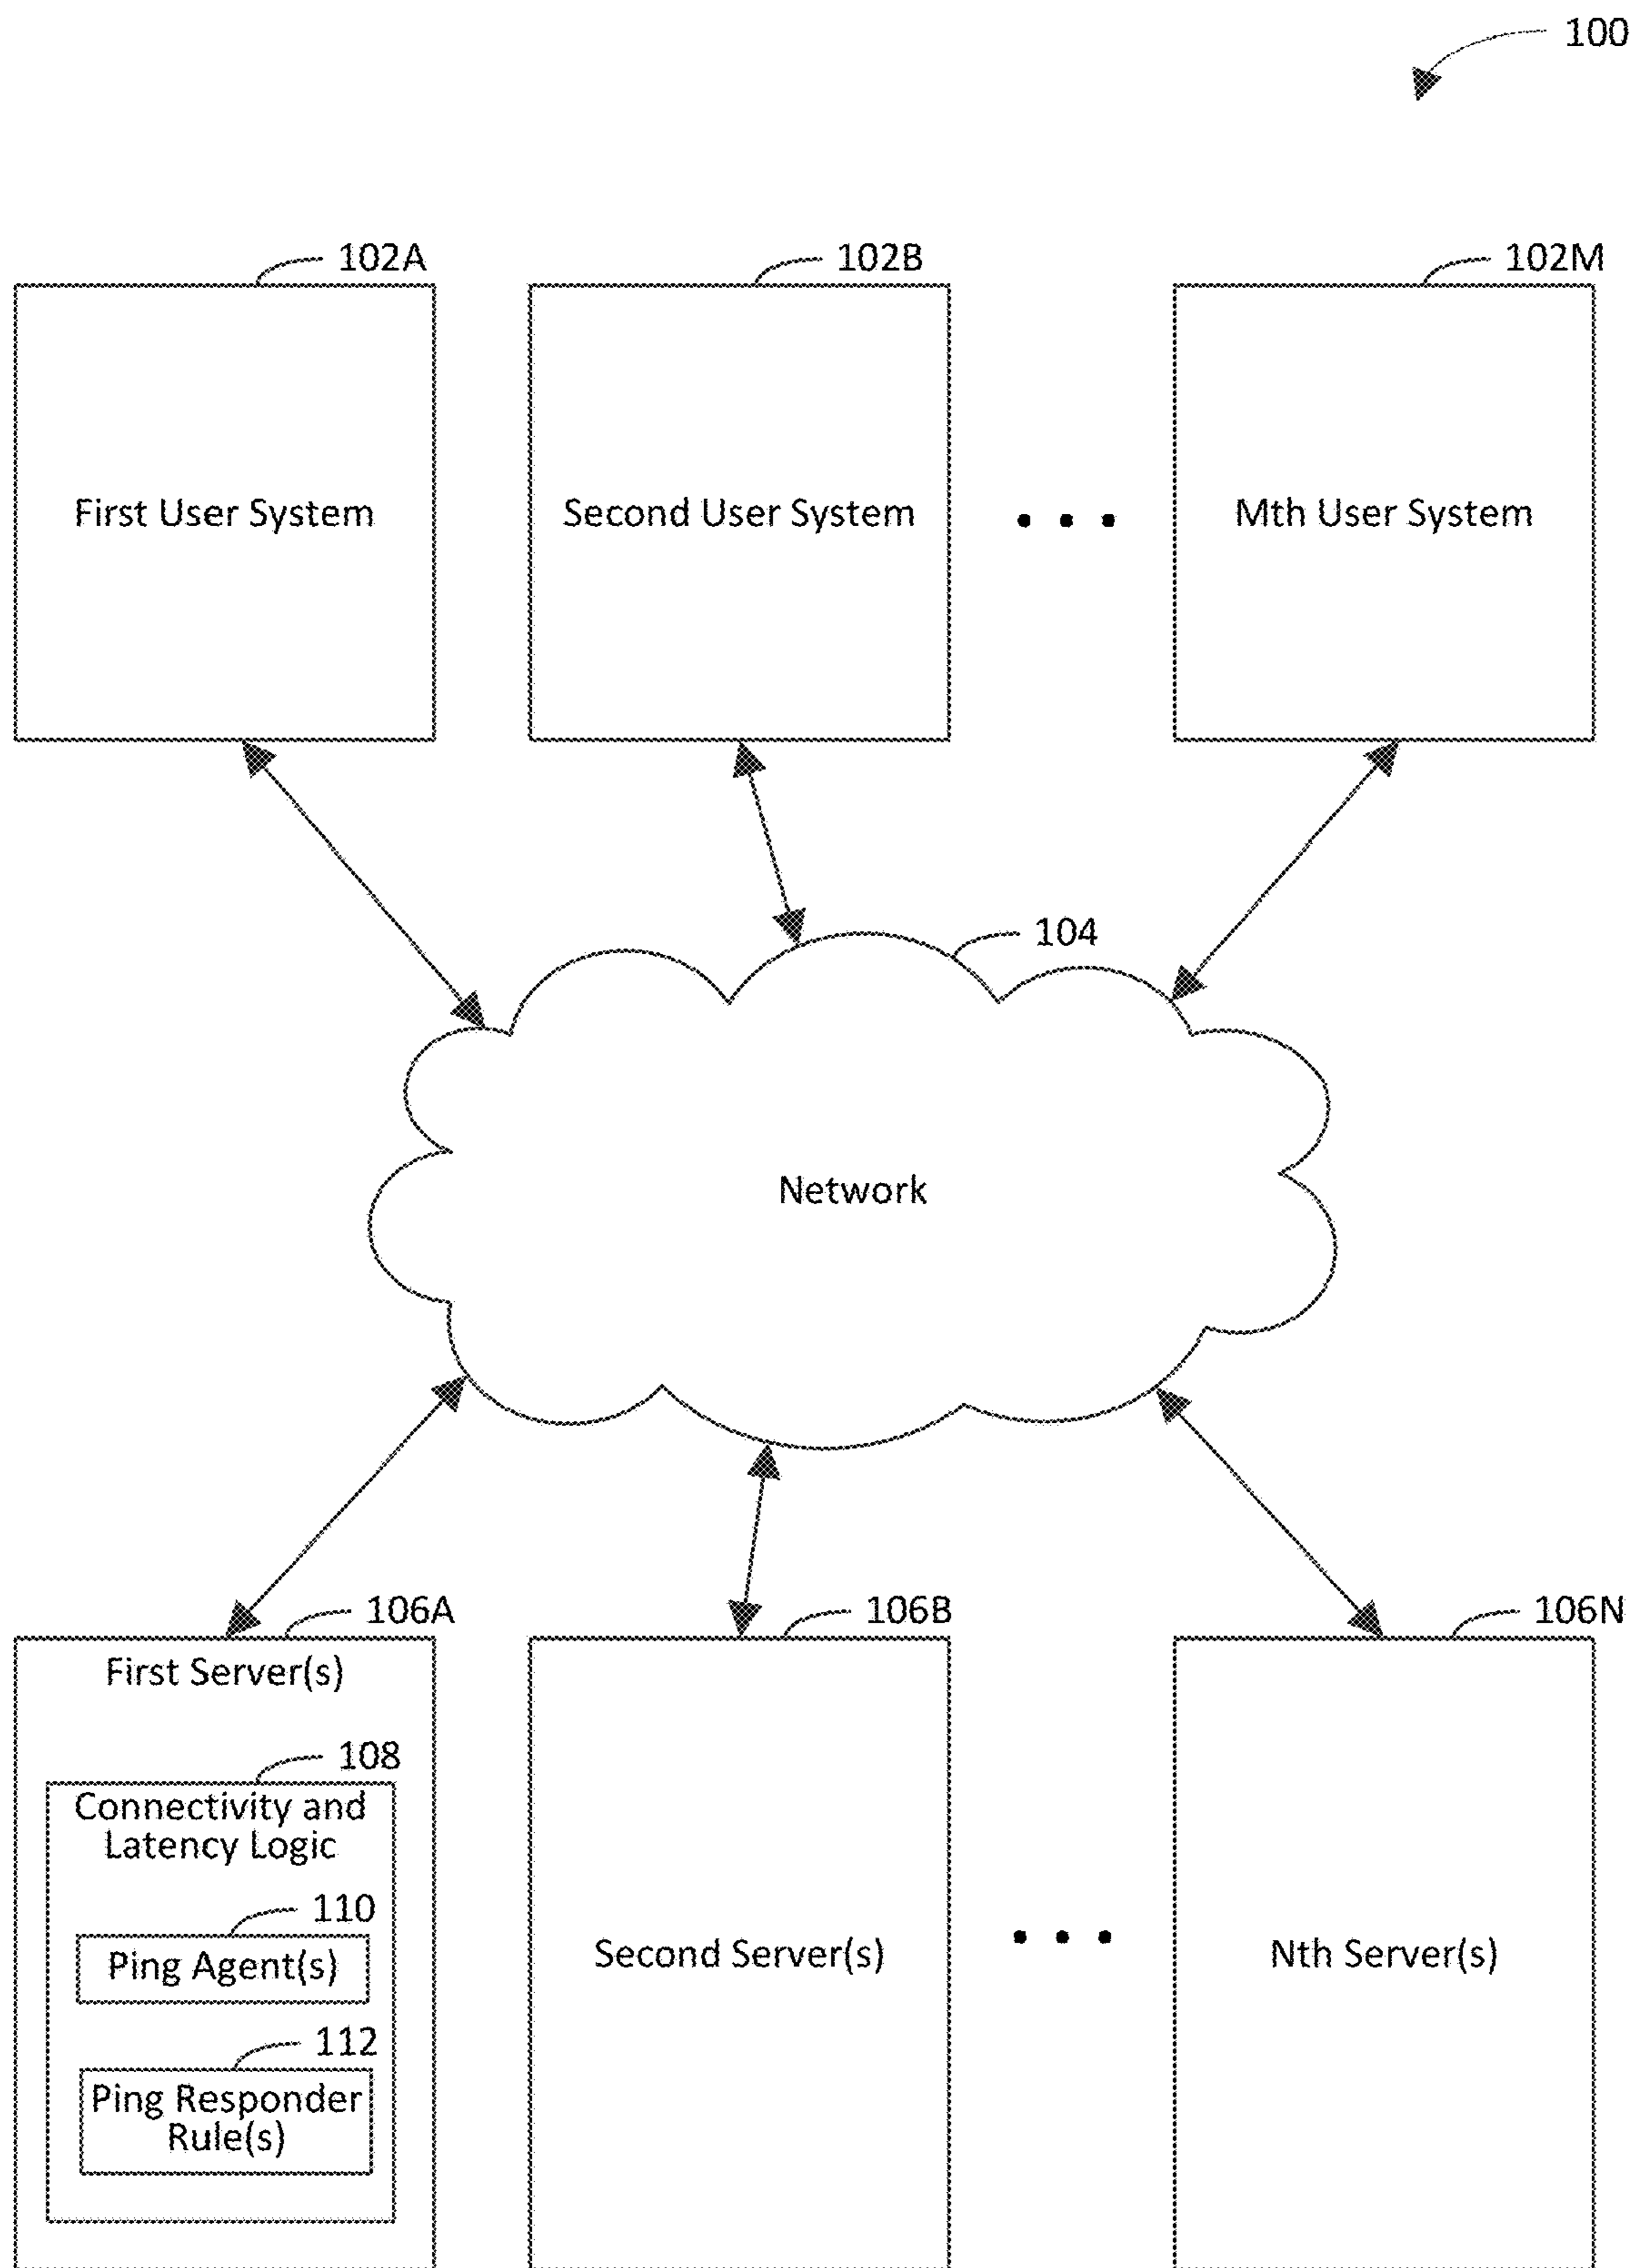 100
102A
102B
102M
First User System
Second User System
Mth User System
104
Network
106A
106B
106N
First Server(s)
108
Connectivity and
Latency Logic
110
Ping Agent(s)
112
Ping Responder
Rule(s)
Second Server(s)
Nth Server(s)